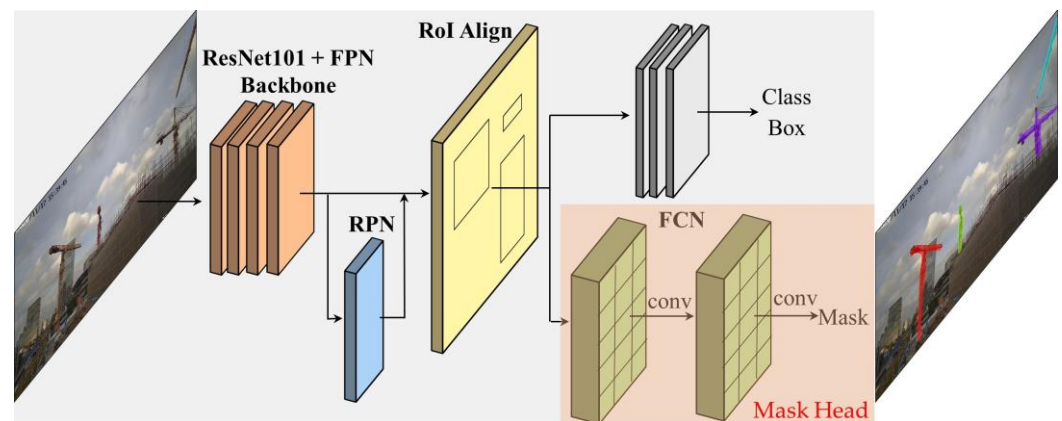 RoI Align
ResNet101 + FPN
Backbone
Class
Box
RPN
FCN
conv
conv
Mask
Mask Head